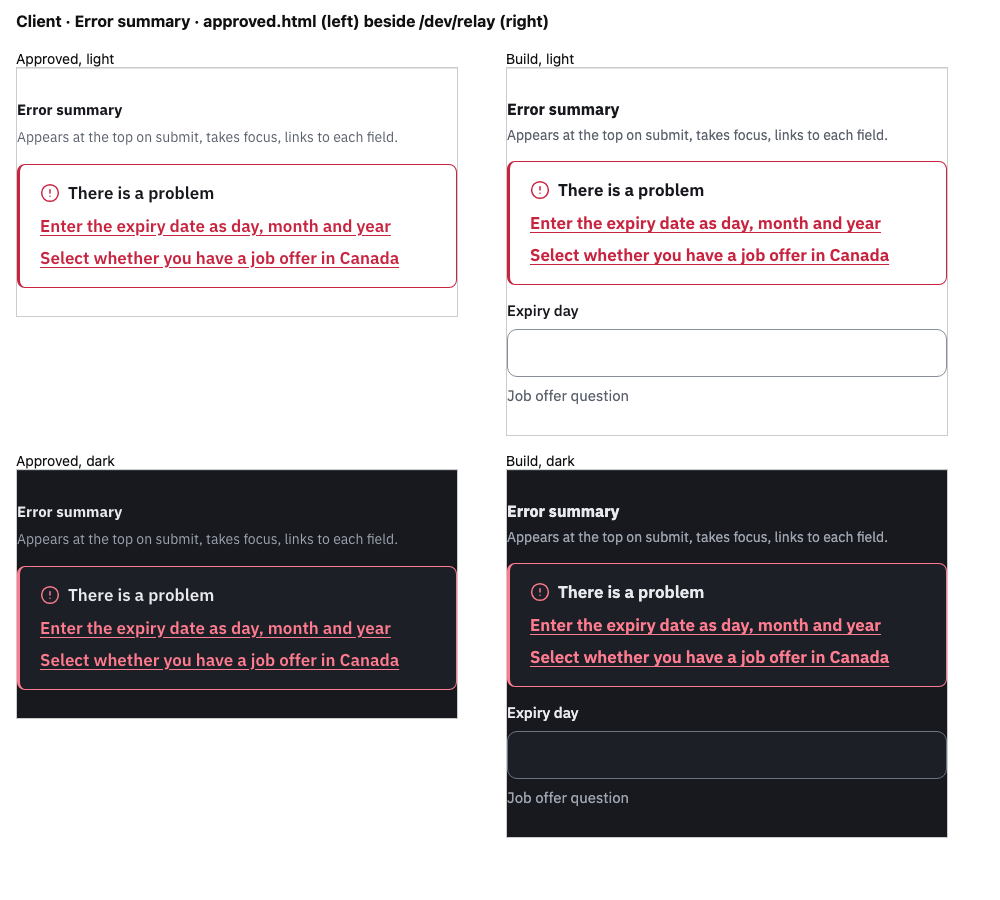 Client · Error summary · approved.html (left) beside /dev/relay (right)
Approved, light
Error summary
Appears at the top on submit, takes focus, links to each field.
There is a problem
Enter the expiry date as day, month and year
Select whether you have a job offer in Canada
Build, light
Error summary
Appears at the top on submit, takes focus, links to each field.
There is a problem
Enter the expiry date as day, month and year
Select whether you have a job offer in Canada
Expiry day
Job offer question
Approved, dark
Error summary
Appears at the top on submit, takes focus, links to each field.
There is a problem
Enter the expiry date as day, month and year
Select whether you have a job offer in Canada
Build, dark
Error summary
Appears at the top on submit, takes focus, links to each field.
There is a problem
Enter the expiry date as day, month and year
Select whether you have a job offer in Canada
Expiry day
Job offer question